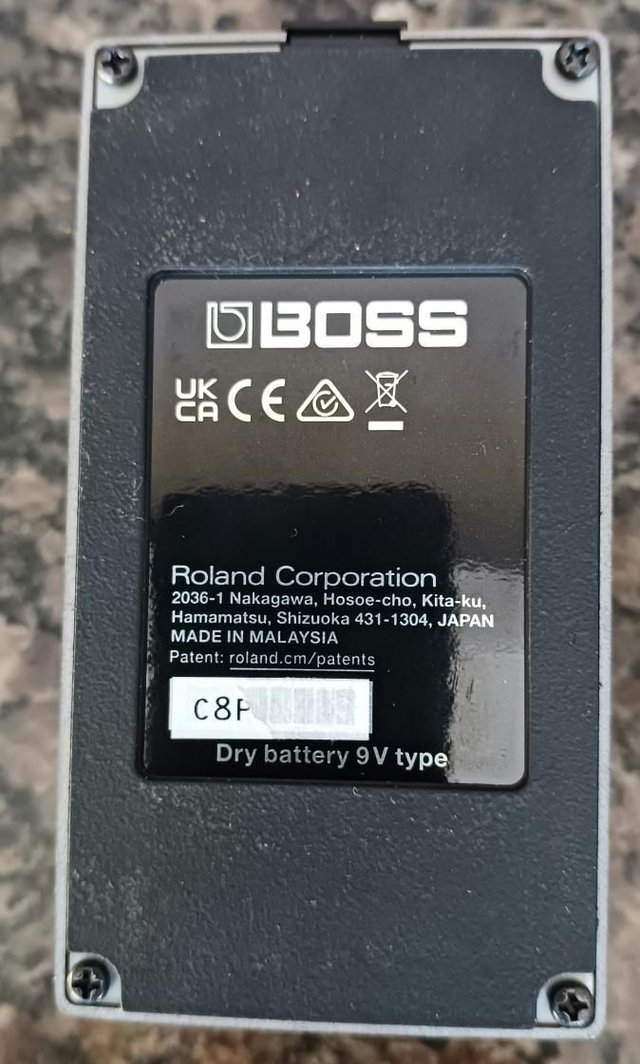 BOSS
UK
CA CE
Roland Corporation
2036-1 Nakagawa, Hosoe-cho, Kita-ku,
Hamamatsu, Shizuoka 431-1304, JAPAN
MADE IN MALAYSIA
Patent: roland.cm/patents
C8F
Dry battery 9V type